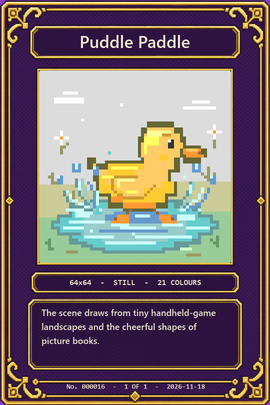 Puddle Paddle
64x64 - STILL - 21 COLOURS
The scene draws from tiny handheld-game
landscapes and the cheerful shapes of
picture books.
No. 000016 - 1 OF 1 - 2026-11-18